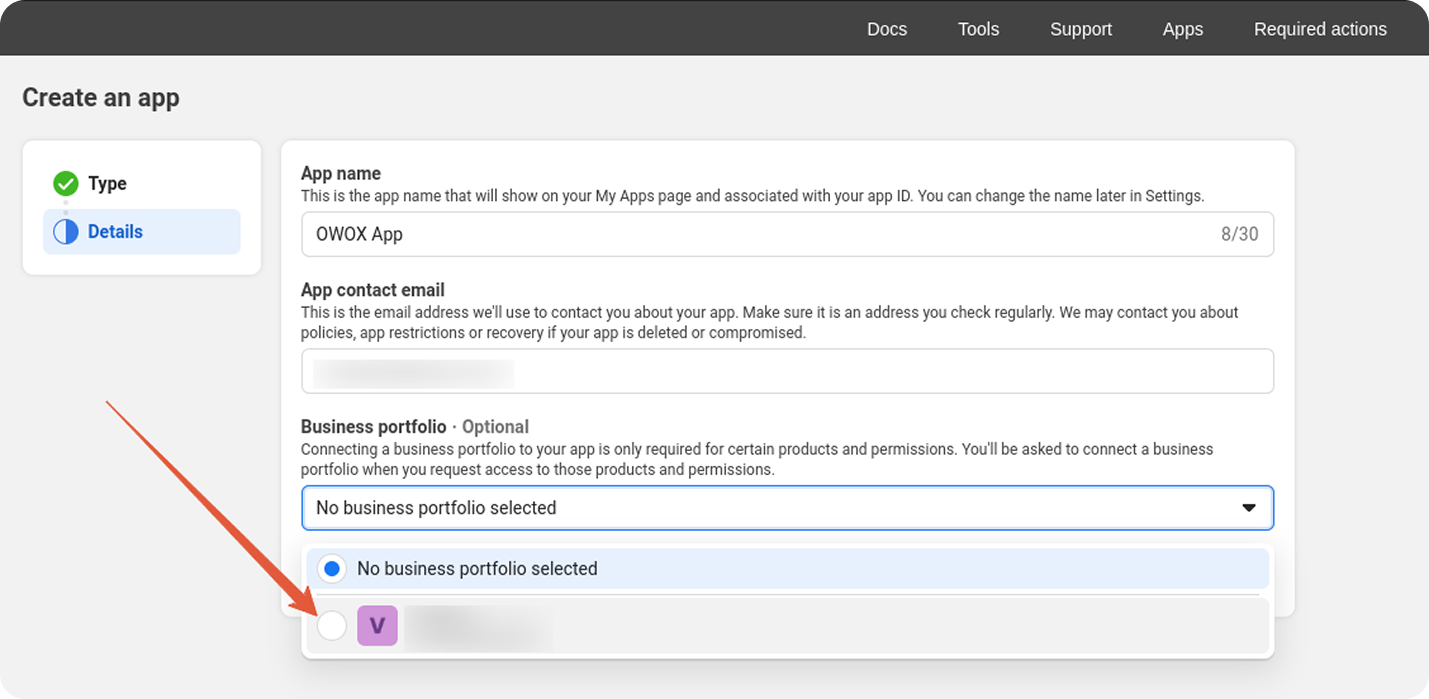 Docs Tools Support Apps Required actions
Create an app
Type
Details
App name
This is the app name that will show on your My Apps page and associated with your app ID. You can change the name later in Settings.
OWOX App 8/30
App contact email
This is the email address we'll use to contact you about your app. Make sure it is an address you check regularly. We may contact you about
policies, app restrictions or recovery if your app is deleted or compromised.
Business portfolio · Optional
Connecting a business portfolio to your app is only required for certain products and permissions. You'll be asked to connect a business
portfolio when you request access to those products and permissions.
No business portfolio selected
No business portfolio selected
V